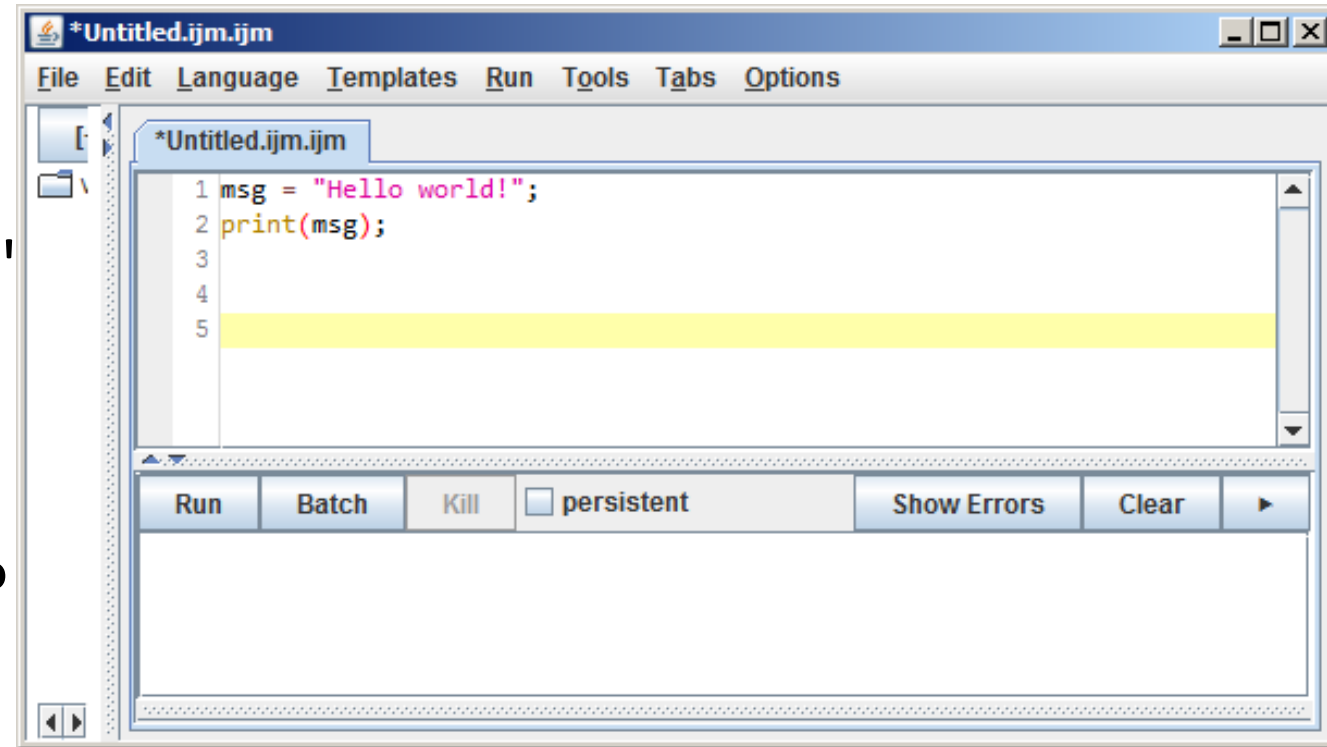 *Untitled.ijm.ijm
File Edit Language Templates Run Tools Tabs Options
*Untitled.ijm.ijm
1 msg = "Hello world!";
2 print(msg);
3
4
5
Run Batch Kill persistent Show Errors Clear